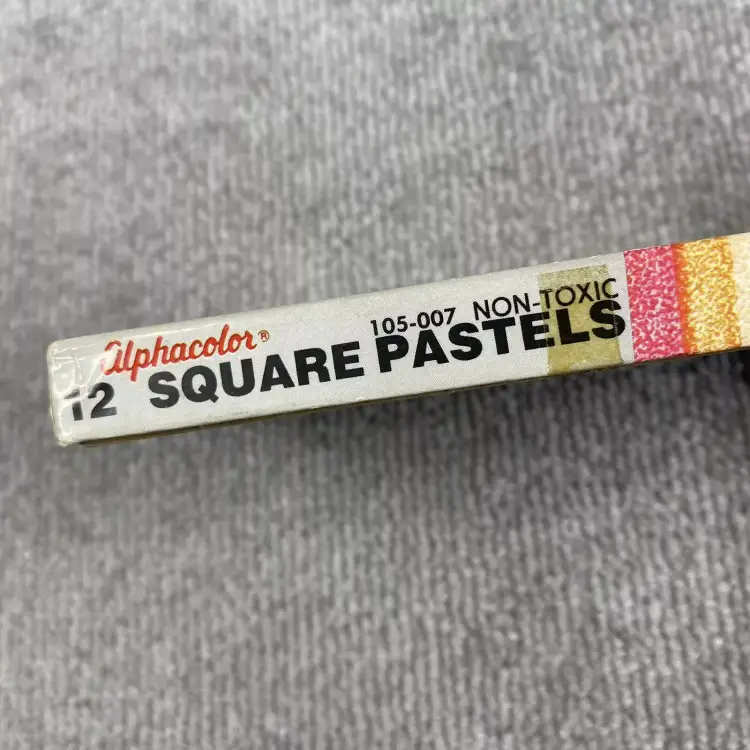 Alphacolor®
105-007 NON-TOXIC
12 SQUARE PASTELS